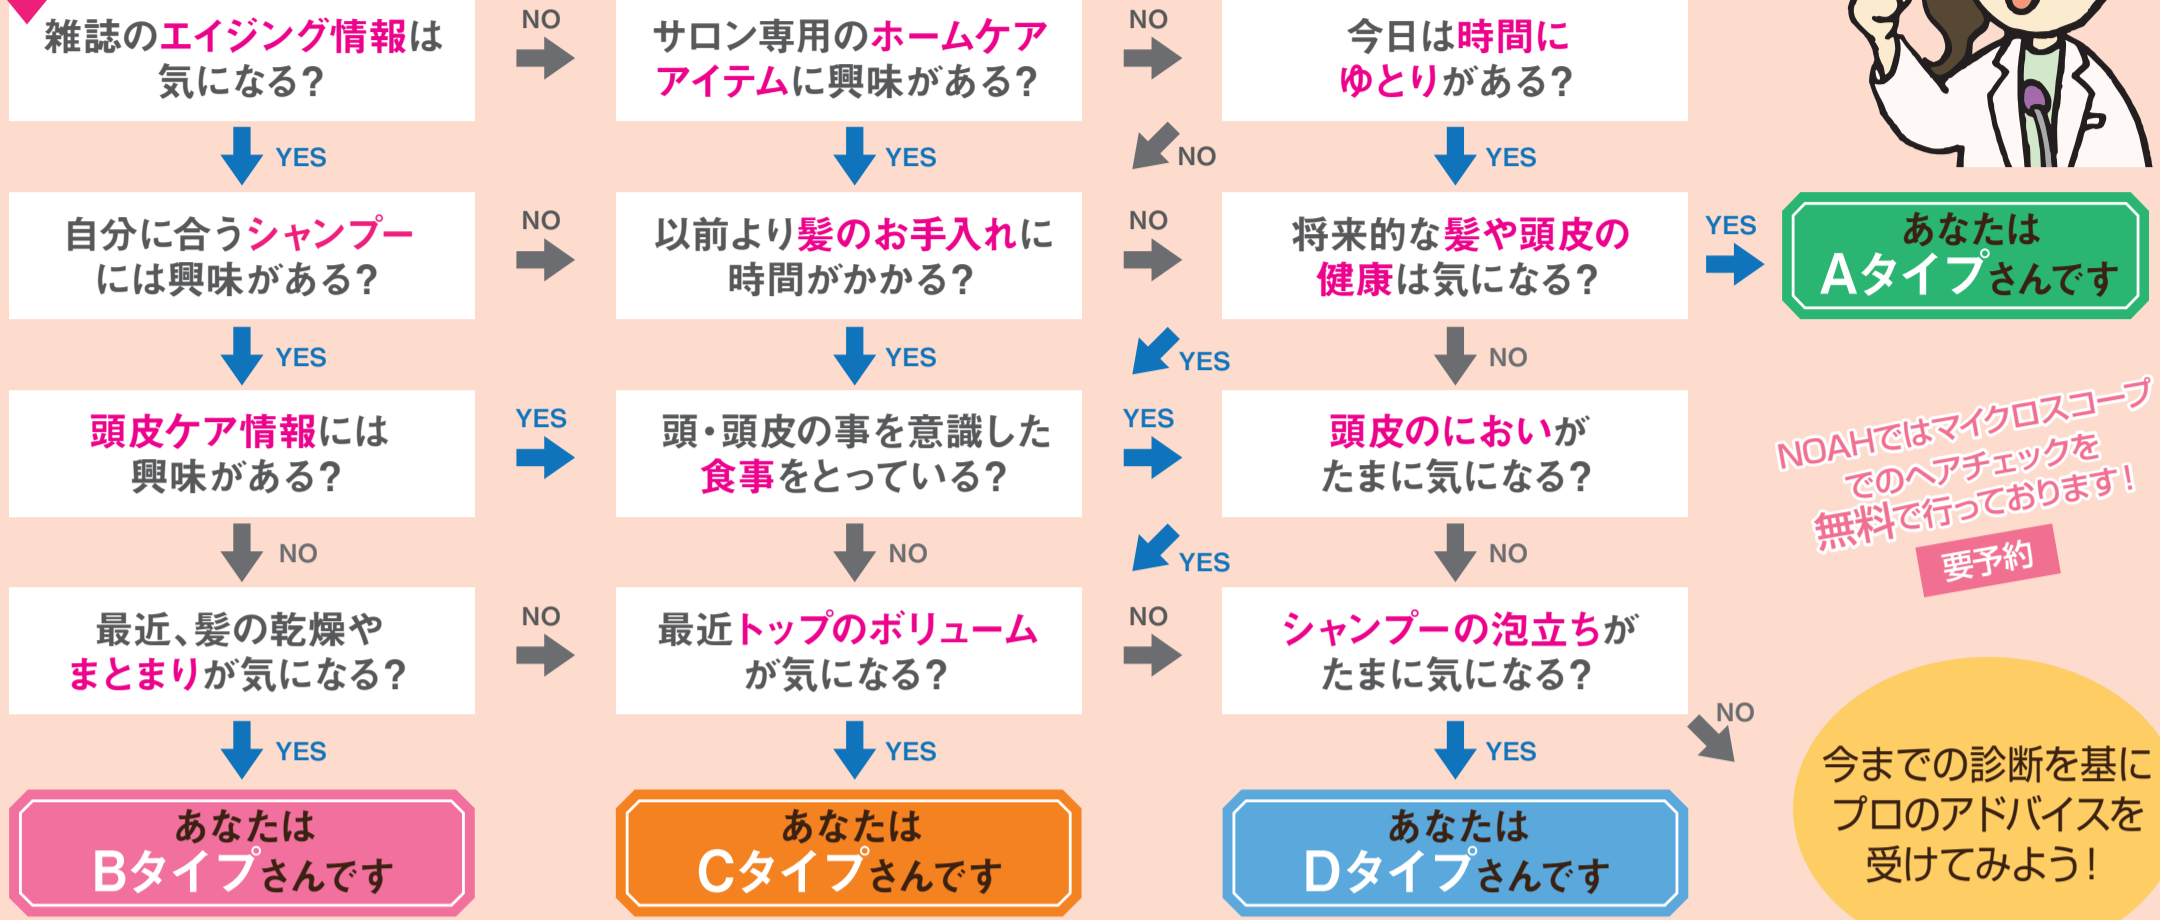 雑誌のエイジング情報は
気になる？
NO
サロン専用のホームケア
アイテムに興味がある？
NO
今日は時間に
ゆとりがある？
YES
YES
NO
YES
自分に合うシャンプー
には興味がある？
NO
以前より髪のお手入れに
時間がかかる？
NO
将来的な髪や頭皮の
健康は気になる？
YES
あなたは
Aタイプさんです
YES
YES
YES
NO
頭皮ケア情報には
興味がある？
YES
頭・頭皮の事を意識した
食事をとっている？
YES
頭皮のにおいが
たまに気になる？
NOAHではマイクロスコープ
でのヘアチェックを
無料で行っております！
要予約
NO
NO
YES
NO
最近、髪の乾燥や
まとまりが気になる？
NO
最近トップのボリューム
が気になる？
NO
シャンプーの泡立ちが
たまに気になる？
NO
YES
YES
YES
あなたは
Bタイプさんです
あなたは
Cタイプさんです
あなたは
Dタイプさんです
今までの診断を基に
プロのアドバイスを
受けてみよう！